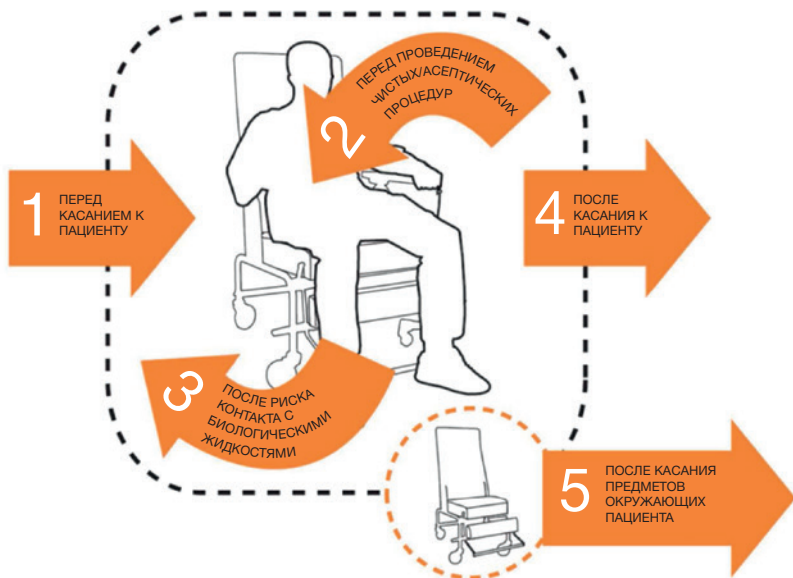 1
ПЕРЕД
КАСАНИЕМ К
ПАЦИЕНТУ
2
ПЕРЕД ПРОВЕДЕНИЕМ
ЧИСТЫХ/АСЕПТИЧЕСКИХ
ПРОЦЕДУР
3
ПОСЛЕ РИСКА
КОНТАКТА С
БИОЛОГИЧЕСКИМИ
ЖИДКОСТЯМИ
4
ПОСЛЕ
КАСАНИЯ К
ПАЦИЕНТУ
5
ПОСЛЕ КАСАНИЯ
ПРЕДМЕТОВ
ОКРУЖАЮЩИХ
ПАЦИЕНТА